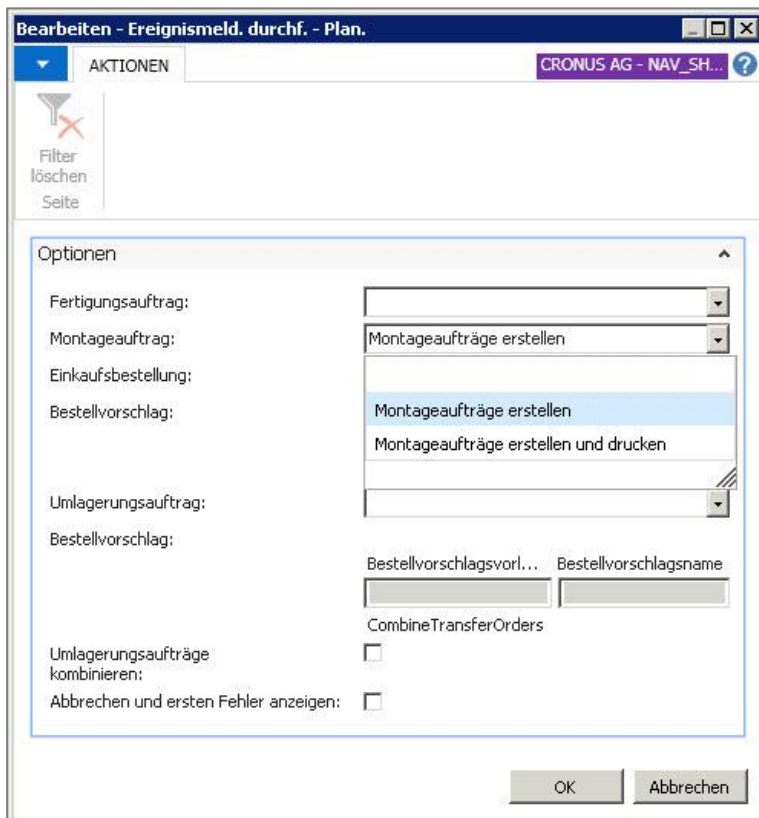 Bearbeiten - Ereignismeld. durchf. - Plan.
AKTIONEN
CRONUS AG - NAV_SH...
?
Filter
löschen
Seite
Optionen
Fertigungsauftrag:
Montageauftrag:
Montageaufträge erstellen
Einkaufsbestellung:
Bestellvorschlag:
Montageaufträge erstellen
Montageaufträge erstellen und drucken
Umlagerungsauftrag:
Bestellvorschlag:
Bestellvorschlagsvorl... Bestellvorschlagsname
CombineTransferOrders
Umlagerungsaufträge
kombinieren:
Abbrechen und ersten Fehler anzeigen:
OK Abbrechen